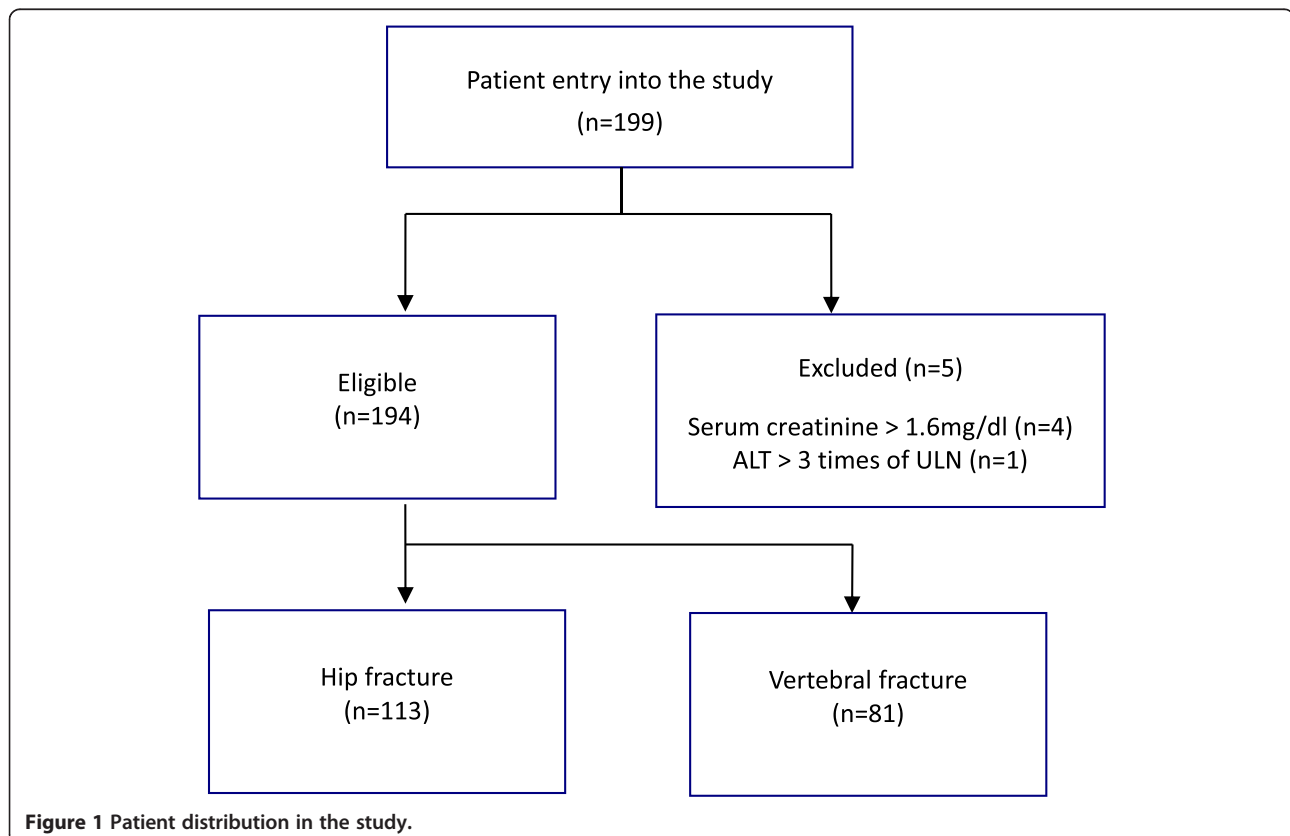 Patient entry into the study
(n=199)
Eligible
(n=194)
Excluded (n=5)
Serum creatinine > 1.6mg/dl (n=4)
ALT > 3 times of ULN (n=1)
Hip fracture
(n=113)
Vertebral fracture
(n=81)
Figure 1 Patient distribution in the study.